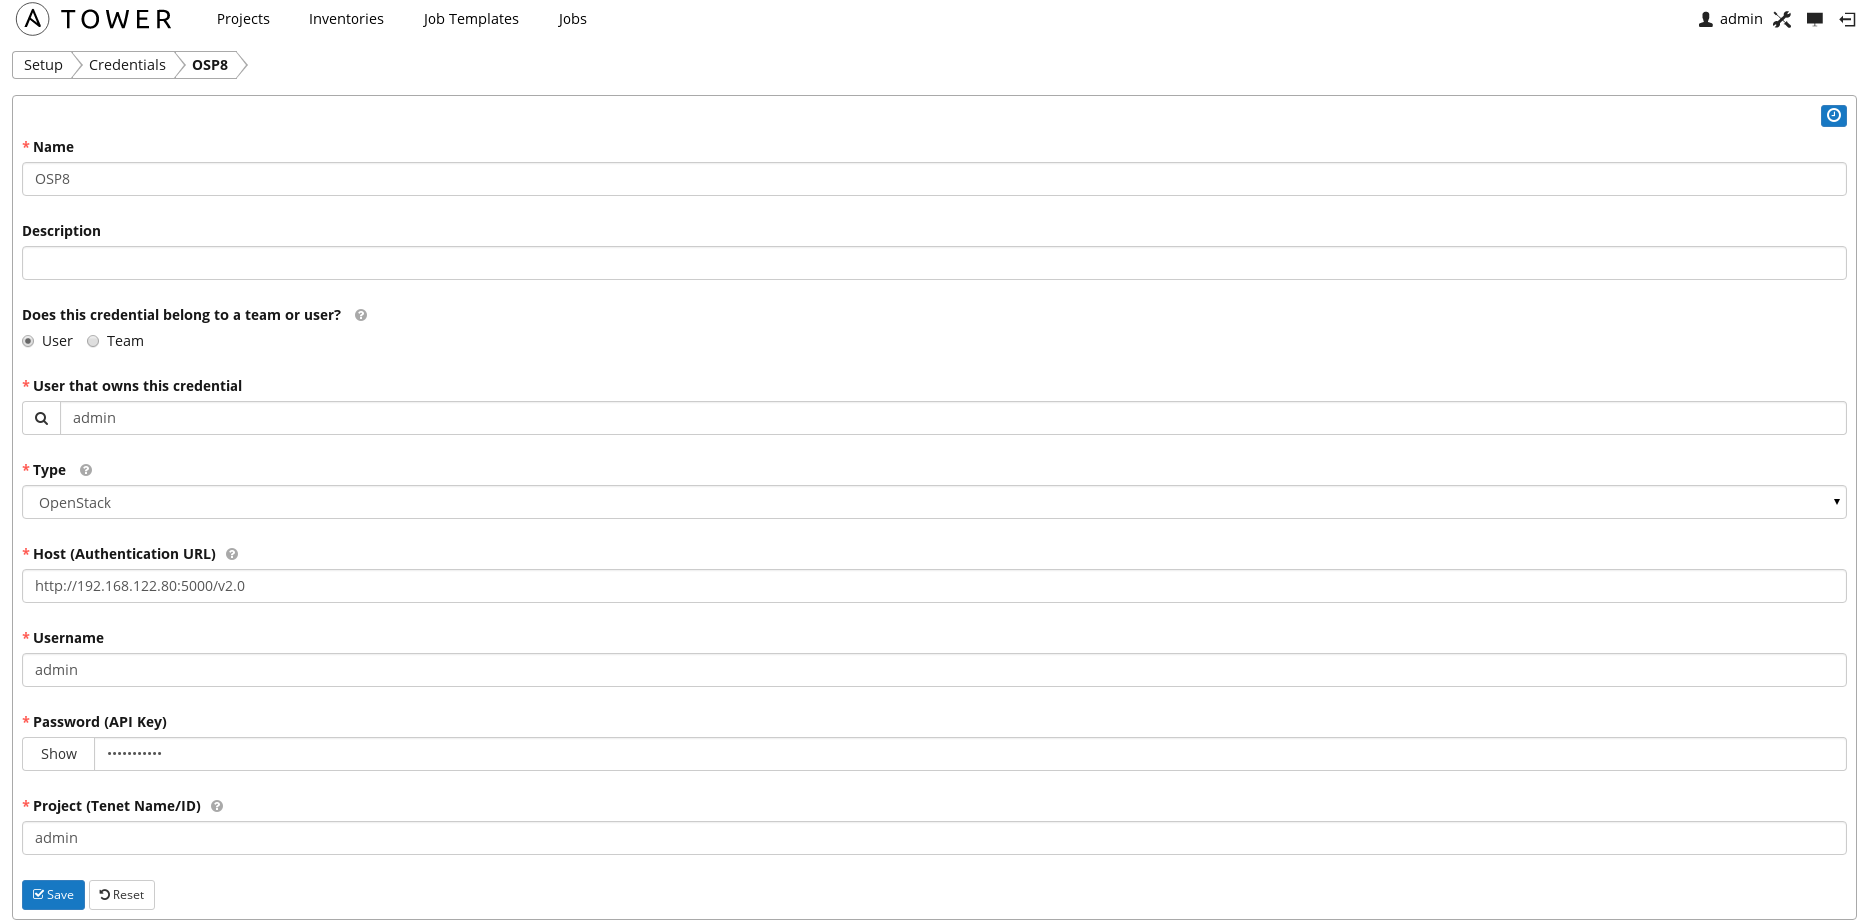 TOWER Projects Inventories Job Templates Jobs admin
Setup Credentials OSP8
* Name
OSP8
Description
Does this credential belong to a team or user? ?
User Team
* User that owns this credential
admin
* Type ?
OpenStack
* Host (Authentication URL) ?
http://192.168.122.80:5000/v2.0
* Username
admin
* Password (API Key)
Show •••••••••••
* Project (Tenet Name/ID) ?
admin
Save Reset